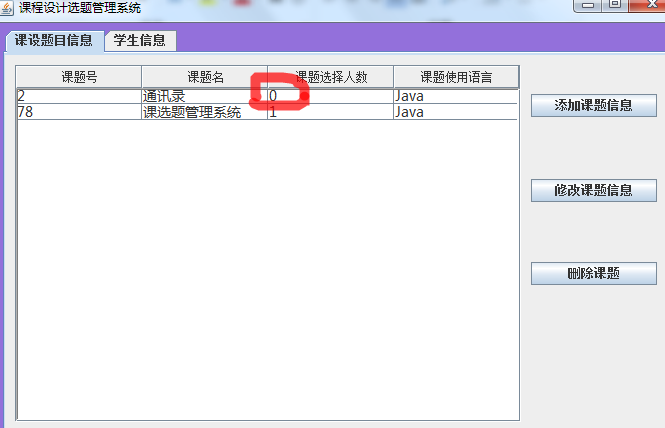 课程设计选题管理系统
课设题目信息 学生信息
课题号 课题名 课题选择人数 课题使用语言
2 通讯录 0 Java
78 课选题管理系统 1 Java
添加课题信息
修改课题信息
删除课题